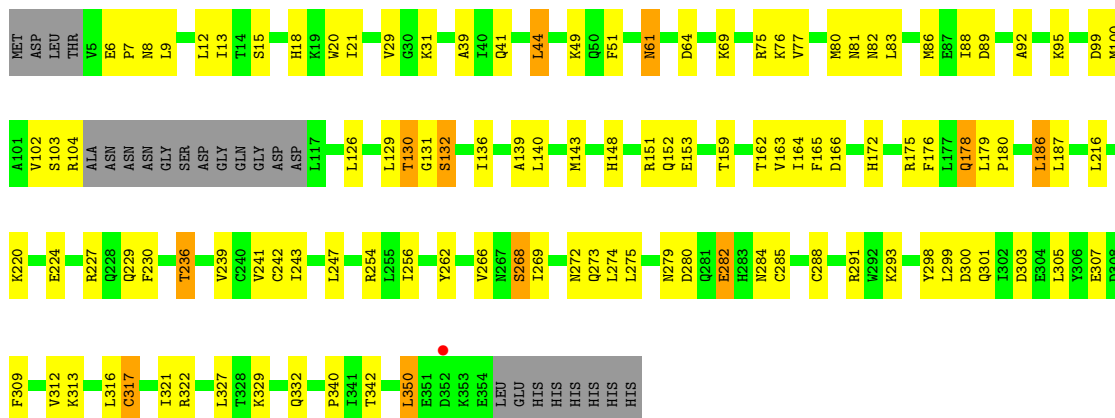 MET ASP LEU THR V5 E6 P7 N8 L9 L12 I13 T14 S15 H18 K19 W20 I21 V29 G30 K31 A39 I40 Q41 L44 K49 Q50 F51 N61 D64 K69 R75 K76 V77 M80 N81 N82 L83 M86 E87 I88 D89 A92 K95 D99 M100
A101 V102 S103 R104 ALA ASN ASN ASN GLY SER ASP GLY GLN GLY ASP ASP L117 L126 L129 T130 G131 S132 I136 A139 L140 M143 H148 R151 Q152 E153 T159 T162 V163 I164 F165 D166 H172 R175 F176 L177 Q178 L179 P180 L186 L187 L216
K220 E224 R227 Q228 Q229 F230 T236 V239 C240 V241 C242 I243 L247 R254 L255 I256 Y262 V266 N267 S268 I269 N272 Q273 L274 L275 N279 D280 Q281 E282 H283 N284 C285 C288 R291 W292 K293 Y298 L299 D300 Q301 I302 D303 E304 L305 Y306 E307
F309 V312 K313 L316 C317 I321 R322 L327 T328 K329 Q332 P340 I341 T342 L350 E351 D352 K353 E354 LEU GLU HIS HIS HIS HIS HIS HIS